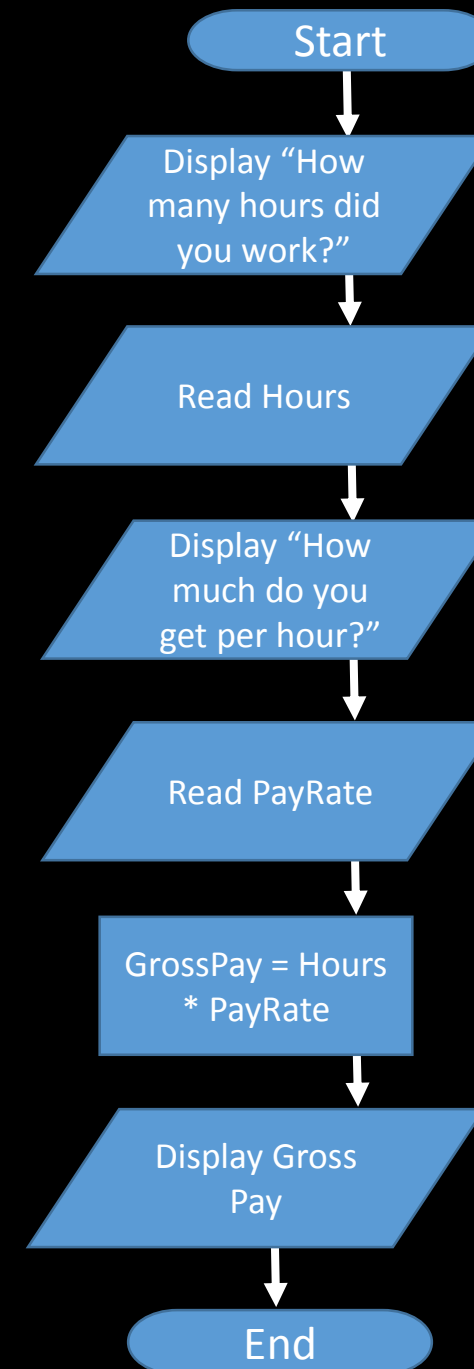 Start
Display “How
many hours did
you work?”
Read Hours
Display “How
much do you
get per hour?”
Read PayRate
GrossPay = Hours
* PayRate
Display Gross
Pay
End